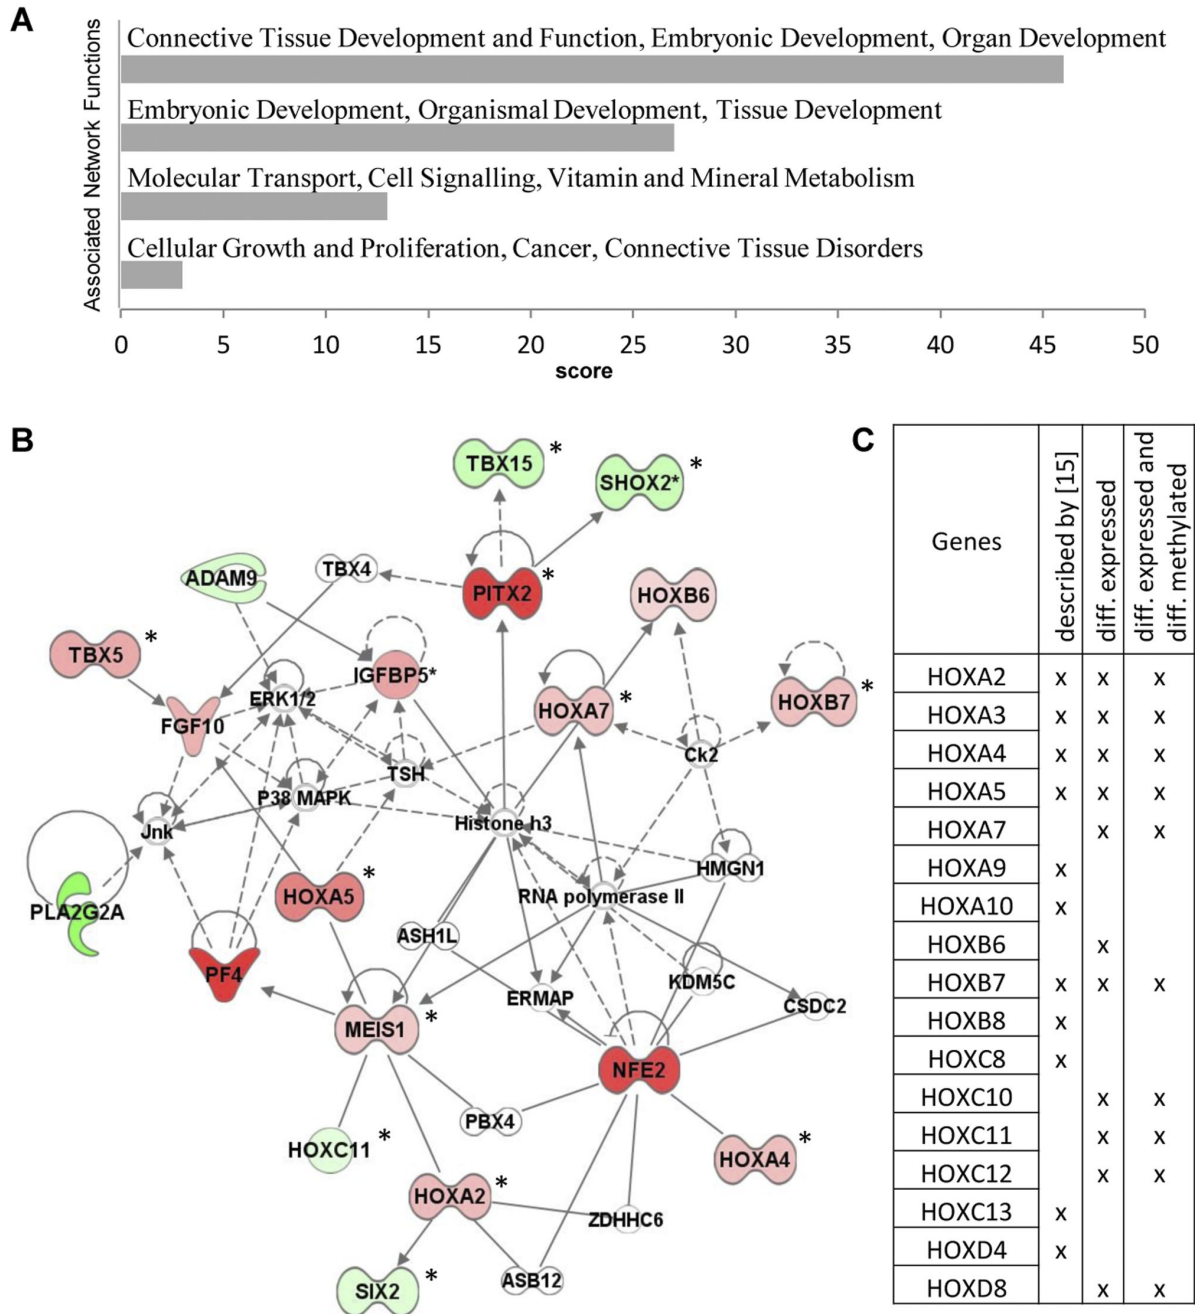 A
Associated Network Functions
Connective Tissue Development and Function, Embryonic Development, Organ Development
Embryonic Development, Organismal Development, Tissue Development
Molecular Transport, Cell Signalling, Vitamin and Mineral Metabolism
Cellular Growth and Proliferation, Cancer, Connective Tissue Disorders
0 5 10 15 20 25 30 35 40 45 50
score
B
TBX15 *
SHOX2* *
ADAM9
TBX4
PITX2 *
HOXB6
TBX5 *
IGFBP5*
ERK1/2
FGF10
HOXA7 *
HOXB7 *
Ck2
TSH
P38 MAPK
Jnk
Histone h3
HMGN1
HOXA5 *
RNA polymerase II
PLA2G2A
ASH1L
PF4
KDM5C
ERMAP
CSDC2
MEIS1 *
NFE2
PBX4
HOXC11 *
HOXA4 *
HOXA2 *
ZDHHC6
SIX2 *
ASB12
C
Genes described by [15] diff. expressed diff. expressed and diff. methylated
HOXA2 x x x
HOXA3 x x x
HOXA4 x x x
HOXA5 x x x
HOXA7 x x
HOXA9 x
HOXA10 x
HOXB6 x
HOXB7 x x x
HOXB8 x
HOXC8 x
HOXC10 x x
HOXC11 x x
HOXC12 x x
HOXC13 x
HOXD4 x
HOXD8 x x